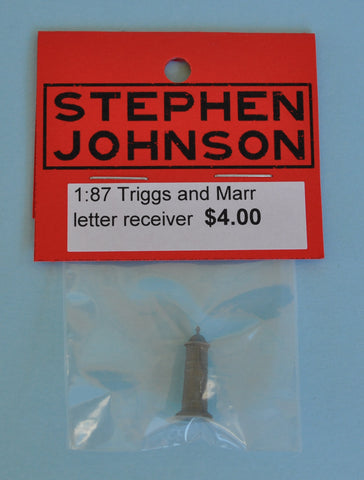 STEPHEN
JOHNSON
1:87 Triggs and Marr
letter receiver $4.00